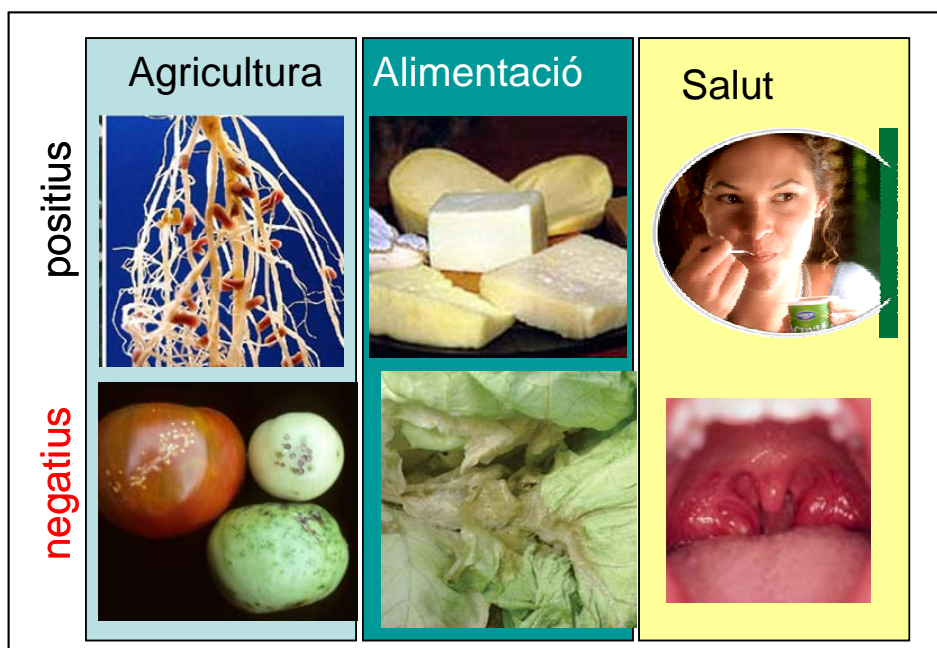 Agricultura
Alimentació
Salut
positius
negatius